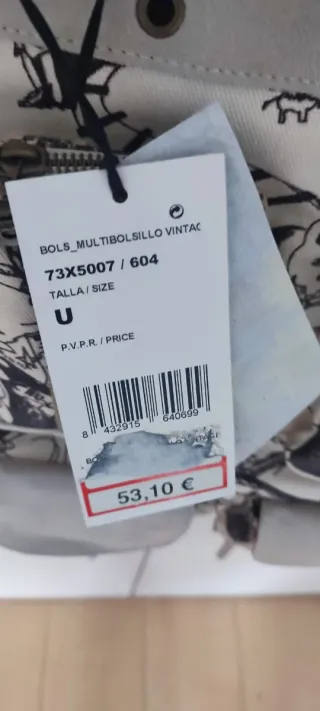 BOLS_MULTIBOLSILLO VINTAG
73X5007 / 604
TALLA / SIZE
U
P.V.P.R. / PRICE
8 432915 640699
53,10 €